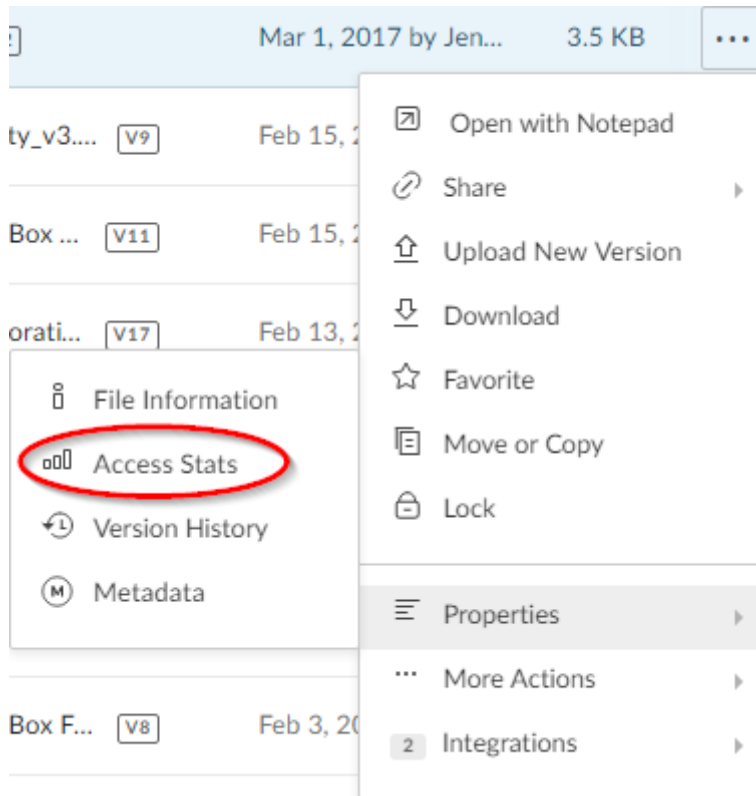 Mar 1, 2017 by Jen... 3.5 KB ...
ty_v3.... V9 Feb 15,
Box ... V11 Feb 15,
orati... V17 Feb 13,
Box F... V8 Feb 3, 20
Open with Notepad
Share
Upload New Version
Download
Favorite
Move or Copy
Lock
Properties
More Actions
2 Integrations
File Information
Access Stats
Version History
M Metadata